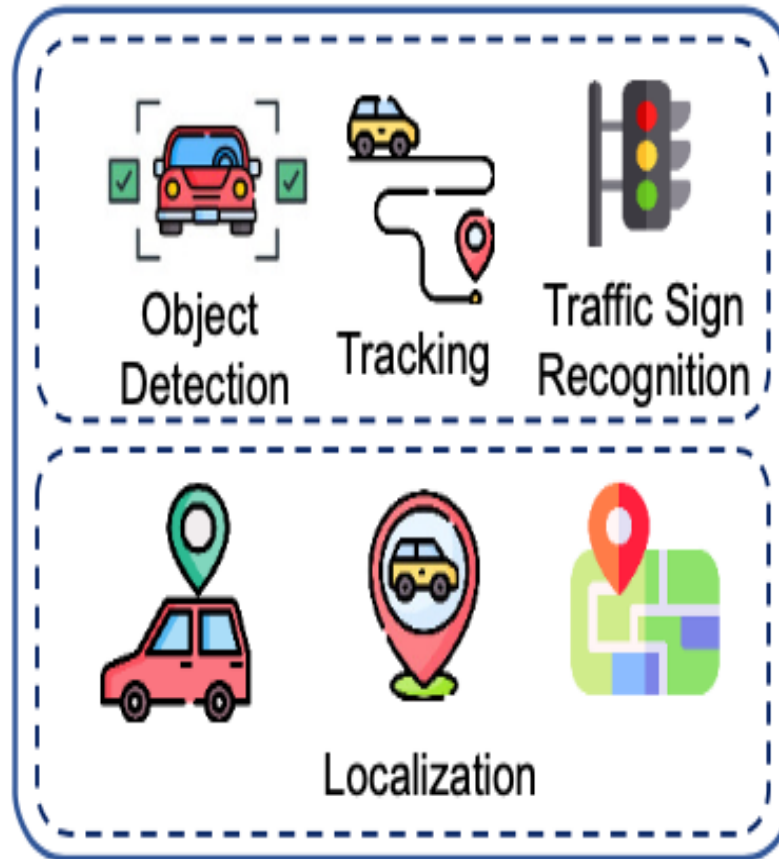 Object
Detection
Tracking
Traffic Sign
Recognition
Localization